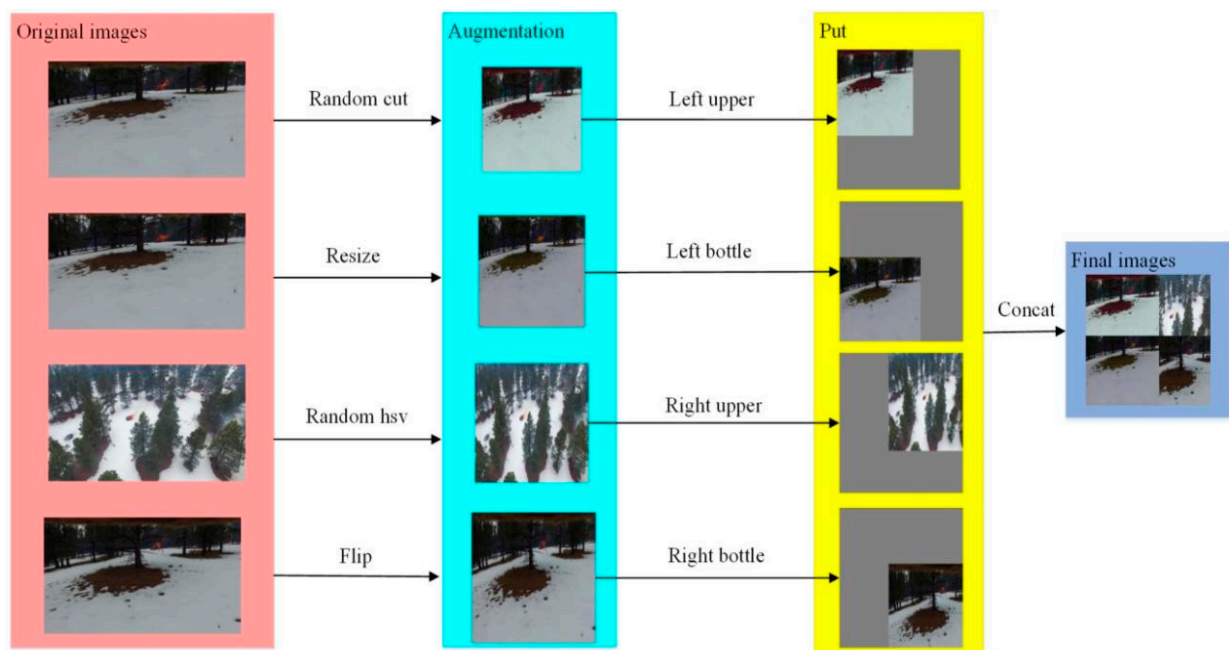 Original images
Augmentation
Put
Random cut
Left upper
Resize
Left bottle
Final images
Concat
Random hsv
Right upper
Flip
Right bottle